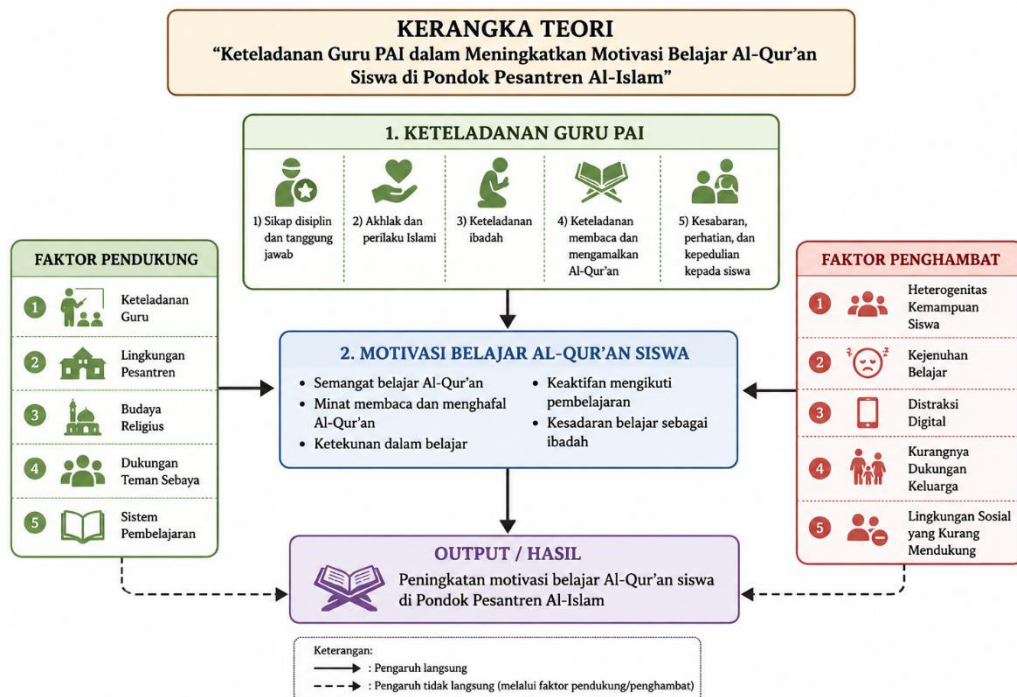 KERANGKA TEORI
“Keteladanan Guru PAI dalam Meningkatkan Motivasi Belajar Al-Qur’an
Siswa di Pondok Pesantren Al-Islam”
1. KETELADANAN GURU PAI
1) Sikap disiplin
dan tanggung
jawab
2) Akhlak dan
perilaku Islami
3) Keteladanan
ibadah
4) Keteladanan
membaca dan
mengamalkan
Al-Qur’an
5) Kesabaran,
perhatian, dan
kepedulian
kepada siswa
FAKTOR PENDUKUNG
1 Keteladanan
Guru
2 Lingkungan
Pesantren
3 Budaya
Religius
4 Dukungan
Teman Sebaya
5 Sistem
Pembelajaran
2. MOTIVASI BELAJAR AL-QUR’AN SISWA
• Semangat belajar Al-Qur’an
• Minat membaca dan menghafal
Al-Qur’an
• Ketekunan dalam belajar
• Keaktifan mengikuti
pembelajaran
• Kesadaran belajar sebagai
ibadah
FAKTOR PENGHAMBAT
1 Heterogenitas
Kemampuan
Siswa
2 Kejenuhan
Belajar
3 Distraksi
Digital
4 Kurangnya
Dukungan
Keluarga
5 Lingkungan Sosial
yang Kurang
Mendukung
OUTPUT / HASIL
Peningkatan motivasi belajar Al-Qur’an siswa
di Pondok Pesantren Al-Islam
Keterangan:
: Pengaruh langsung
: Pengaruh tidak langsung (melalui faktor pendukung/penghambat)